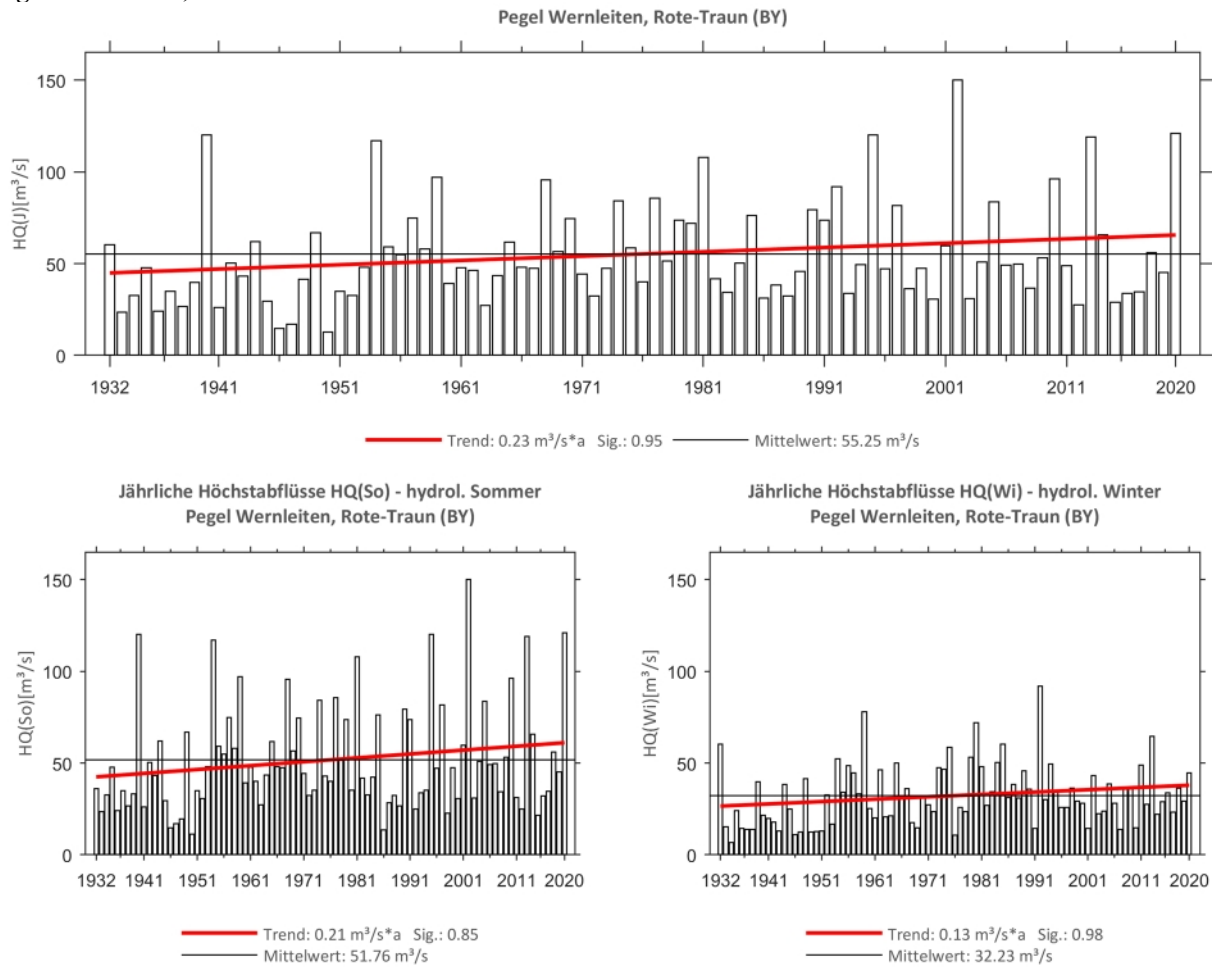 Pegel Wernleiten, Rote-Traun (BY)
150
100
50
0
HQ(J)[m³/s]
1932 1941 1951 1961 1971 1981 1991 2001 2011 2020
Trend: 0.23 m³/s*a Sig.: 0.95 Mittelwert: 55.25 m³/s
Jährliche Höchstabflüsse HQ(So) - hydrol. Sommer
Pegel Wernleiten, Rote-Traun (BY)
150
100
50
0
HQ(So)[m³/s]
1932 1941 1951 1961 1971 1981 1991 2001 2011 2020
Trend: 0.21 m³/s*a Sig.: 0.85
Mittelwert: 51.76 m³/s
Jährliche Höchstabflüsse HQ(Wi) - hydrol. Winter
Pegel Wernleiten, Rote-Traun (BY)
150
100
50
0
HQ(Wi)[m³/s]
1932 1941 1951 1961 1971 1981 1991 2001 2011 2020
Trend: 0.13 m³/s*a Sig.: 0.98
Mittelwert: 32.23 m³/s